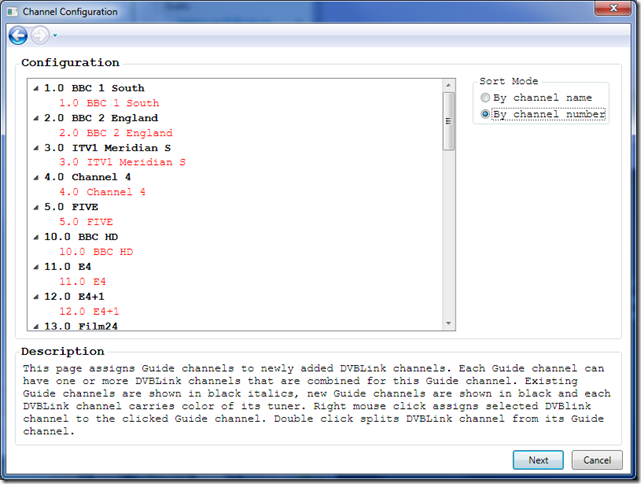 Channel Configuration
Configuration
1.0 BBC 1 South
1.0 BBC 1 South
2.0 BBC 2 England
2.0 BBC 2 England
3.0 ITV1 Meridian S
3.0 ITV1 Meridian S
4.0 Channel 4
4.0 Channel 4
5.0 FIVE
5.0 FIVE
10.0 BBC HD
10.0 BBC HD
11.0 E4
11.0 E4
12.0 E4+1
12.0 E4+1
13.0 Film24
Sort Mode
By channel name
By channel number
Description
This page assigns Guide channels to newly added DVBLink channels. Each Guide channel can
have one or more DVBLink channels that are combined for this Guide channel. Existing
Guide channels are shown in black italics, new Guide channels are shown in black and each
DVBLink channel carries color of its tuner. Right mouse click assigns selected DVBlink
channel to the clicked Guide channel. Double click splits DVBLink channel from its Guide
channel.
Next
Cancel